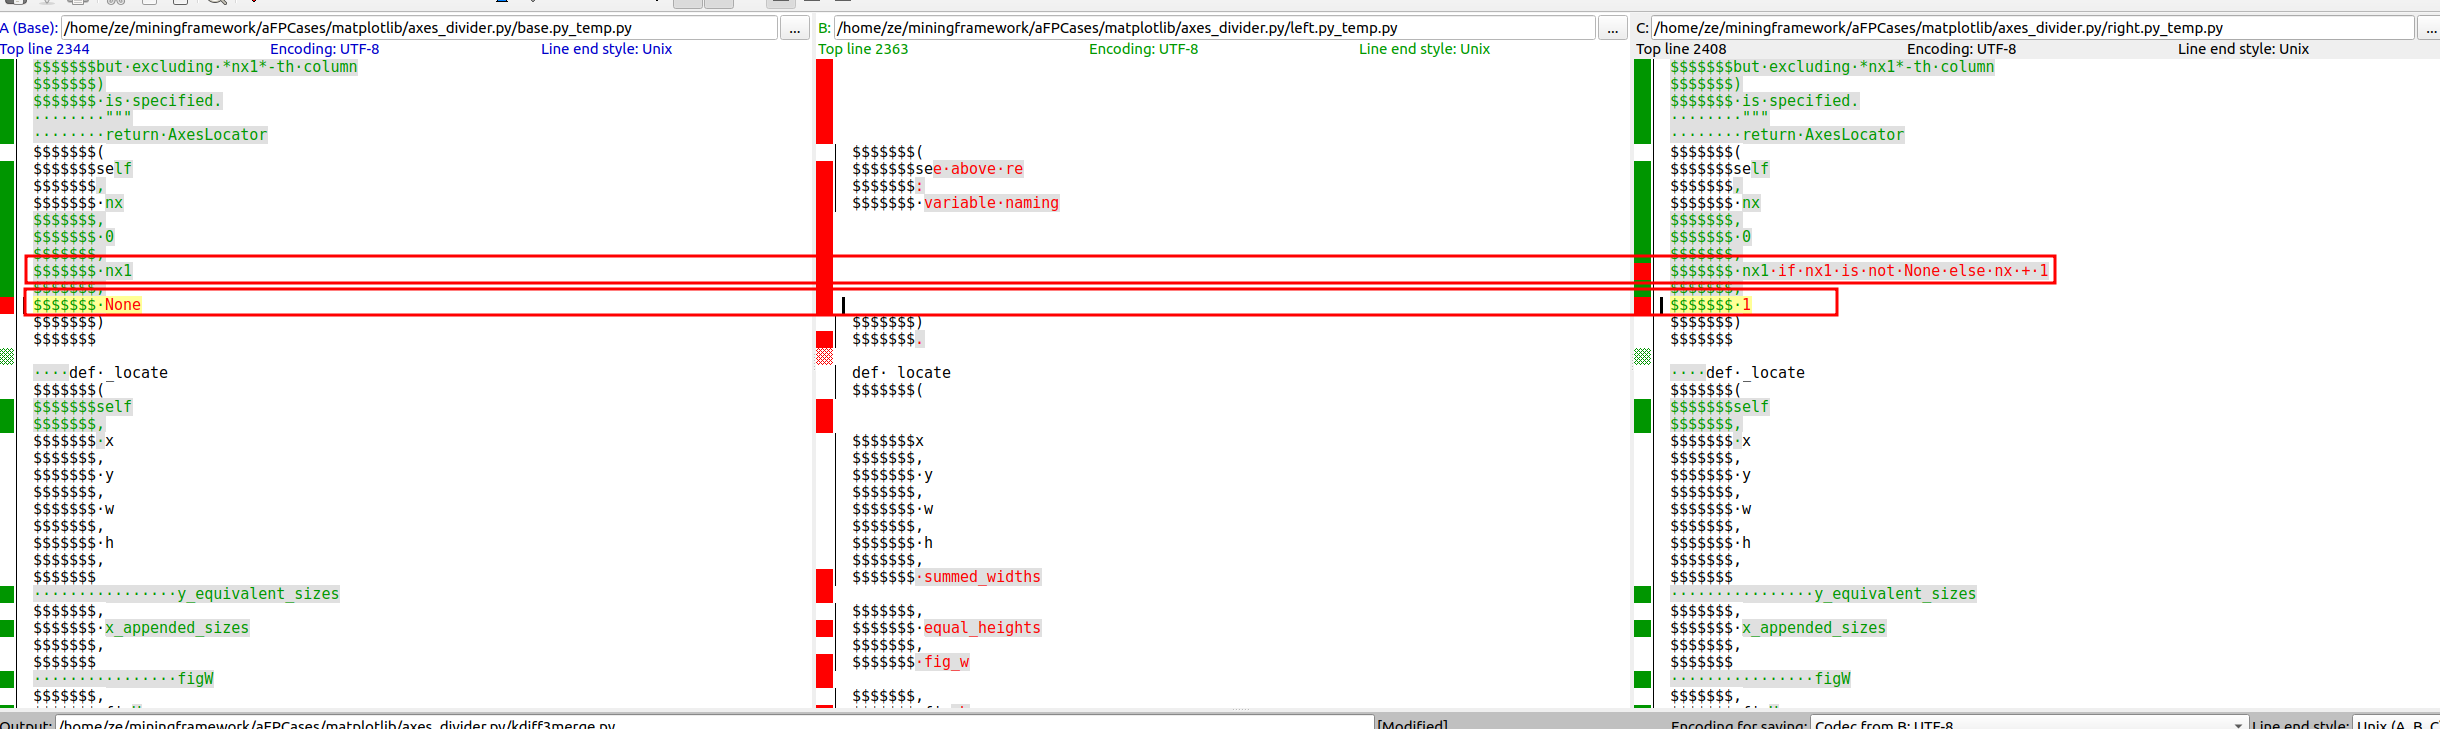 A (Base): /home/ze/miningframework/aFPCases/matplotlib/axes_divider.py/base.py_temp.py ...
Top line 2344 Encoding: UTF-8 Line end style: Unix
$$$$$$$but·excluding·*nx1*-th·column
$$$$$$$)
$$$$$$$·is·specified.
········"""
········return·AxesLocator
$$$$$$$(
$$$$$$$self
$$$$$$$,
$$$$$$$·nx
$$$$$$$,
$$$$$$$·0
$$$$$$$,
$$$$$$$·nx1
$$$$$$$,
$$$$$$$·None
$$$$$$$)
$$$$$$$
····def·_locate
$$$$$$$(
$$$$$$$self
$$$$$$$,
$$$$$$$·x
$$$$$$$,
$$$$$$$·y
$$$$$$$,
$$$$$$$·w
$$$$$$$,
$$$$$$$·h
$$$$$$$,
$$$$$$$
················y_equivalent_sizes
$$$$$$$,
$$$$$$$·x_appended_sizes
$$$$$$$,
$$$$$$$
················figW
$$$$$$$,
B: /home/ze/miningframework/aFPCases/matplotlib/axes_divider.py/left.py_temp.py ...
Top line 2363 Encoding: UTF-8 Line end style: Unix
$$$$$$$(
$$$$$$$see·above·re
$$$$$$$:
$$$$$$$·variable·naming
$$$$$$$)
$$$$$$$.
def· locate
$$$$$$$(
$$$$$$$x
$$$$$$$,
$$$$$$$·y
$$$$$$$,
$$$$$$$·w
$$$$$$$,
$$$$$$$·h
$$$$$$$,
$$$$$$$·summed_widths
$$$$$$$,
$$$$$$$·equal_heights
$$$$$$$,
$$$$$$$·fig_w
$$$$$$$,
C: /home/ze/miningframework/aFPCases/matplotlib/axes_divider.py/right.py_temp.py ...
Top line 2408 Encoding: UTF-8 Line end style: Unix
$$$$$$$but·excluding·*nx1*-th·column
$$$$$$$)
$$$$$$$·is·specified.
········"""
········return·AxesLocator
$$$$$$$(
$$$$$$$self
$$$$$$$,
$$$$$$$·nx
$$$$$$$,
$$$$$$$·0
$$$$$$$,
$$$$$$$·nx1·if·nx1·is·not·None·else·nx·+·1
$$$$$$$,
$$$$$$$·1
$$$$$$$)
$$$$$$$
····def·_locate
$$$$$$$(
$$$$$$$self
$$$$$$$,
$$$$$$$·x
$$$$$$$,
$$$$$$$·y
$$$$$$$,
$$$$$$$·w
$$$$$$$,
$$$$$$$·h
$$$$$$$,
$$$$$$$
················y_equivalent_sizes
$$$$$$$,
$$$$$$$·x_appended_sizes
$$$$$$$,
$$$$$$$
················figW
$$$$$$$,
Output: /home/ze/miningframework/aFPCases/matplotlib/axes_divider.py/kdiff3merge.py [Modified] Encoding for saving: Codec from B: UTF-8 Line end style: Unix (A, B, C